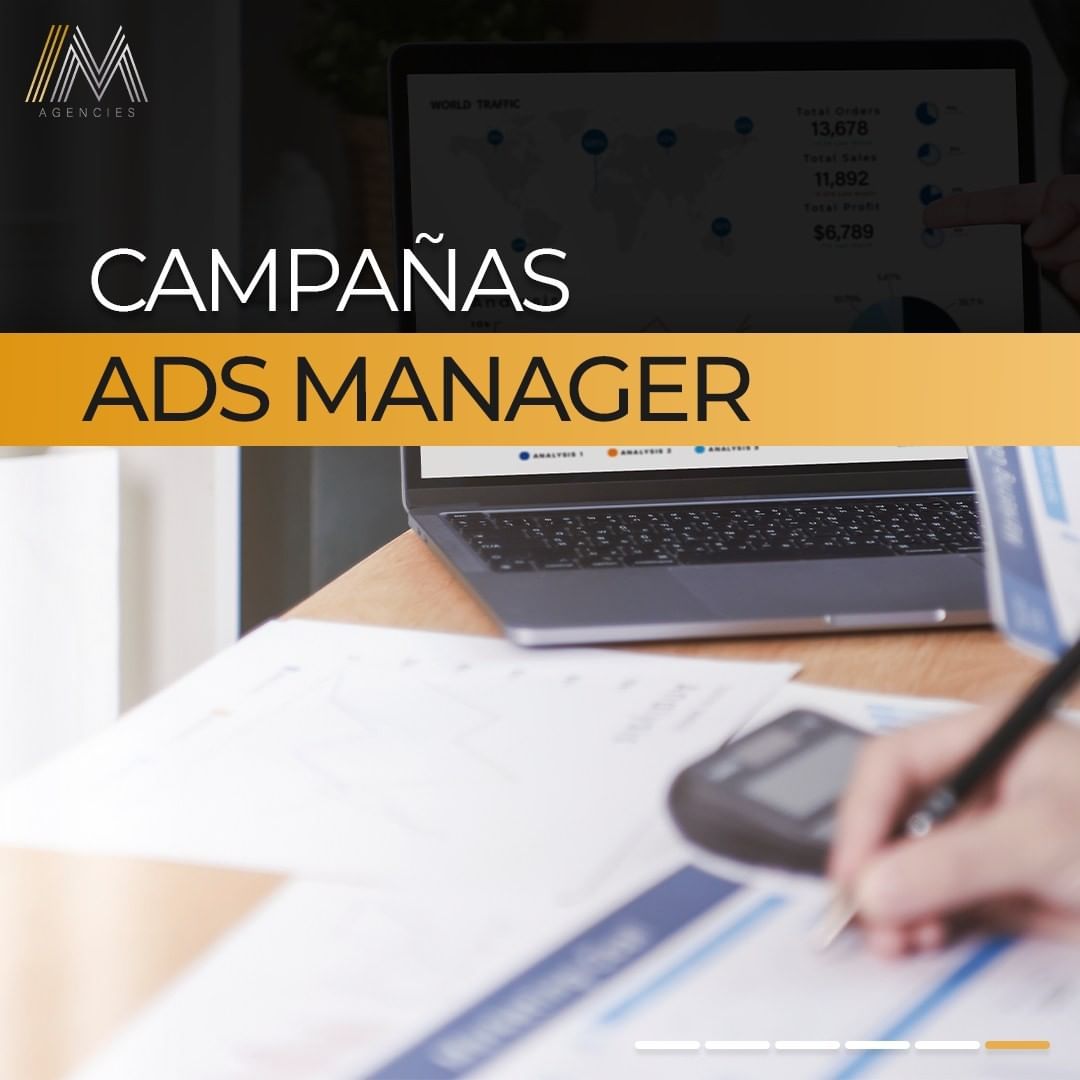 AGENCIES
WORLD TRAFFIC
Total Orders
13,678
Total Sales
11,892
Total Profit
$6,789
CAMPAÑAS
Analysis
ADS MANAGER
ANALYSIS 1
ANALYSIS 2
ANALYSIS 3